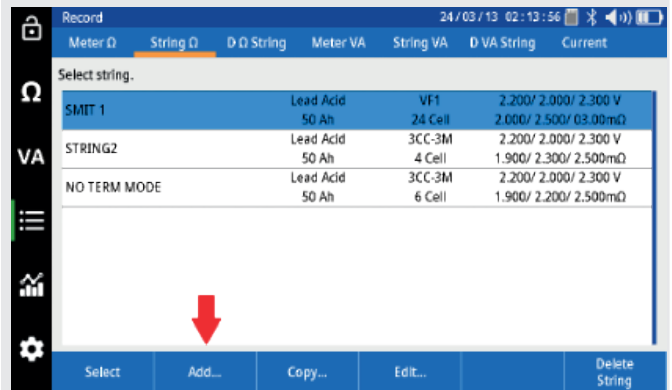 Record 24/03/13 02:13:56
Meter Ω String Ω D Ω String Meter VA String VA D VA String Current
Select string.
Ω
VA
SMIT 1 Lead Acid VF1 2.200/ 2.000/ 2.300 V
50 Ah 24 Cell 2.000/ 2.500/ 03.00mΩ
STRING2 Lead Acid 3CC-3M 2.200/ 2.000/ 2.300 V
50 Ah 4 Cell 1.900/ 2.300/ 2.500mΩ
NO TERM MODE Lead Acid 3CC-3M 2.200/ 2.000/ 2.300 V
50 Ah 6 Cell 1.900/ 2.200/ 2.500mΩ
Select Add... Copy... Edit... Delete
String